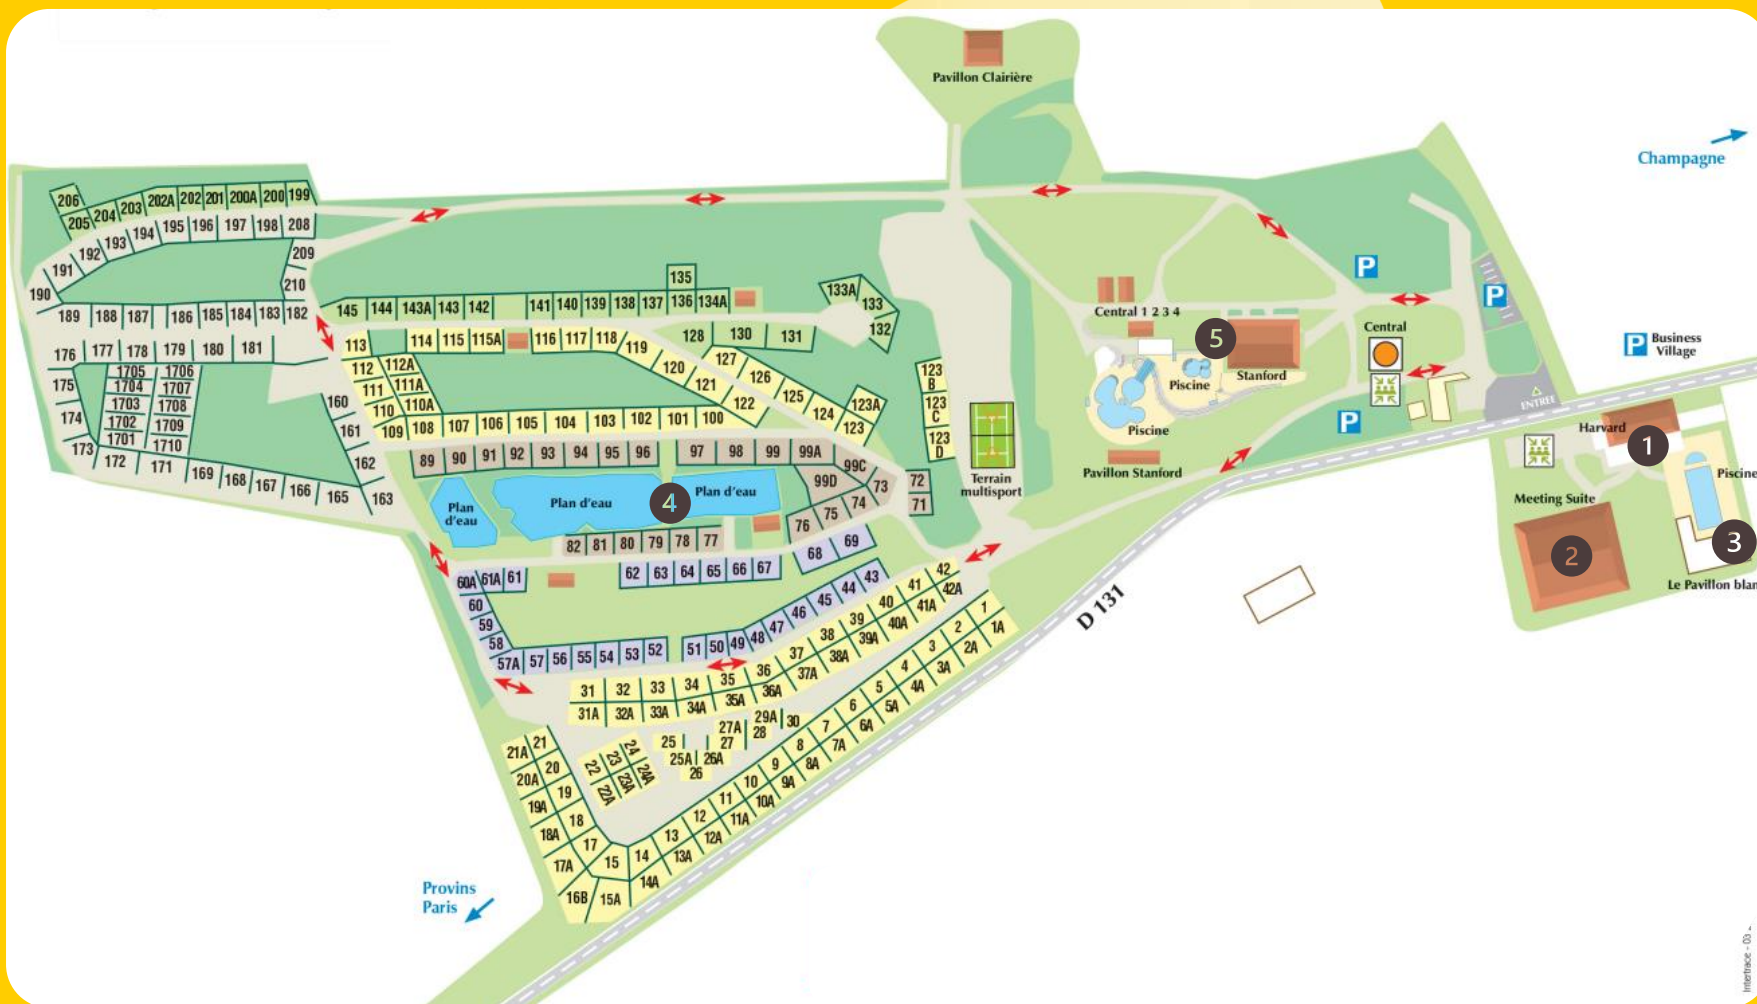 Pavillon Clairière
Champagne
206
205 204 203 202A 202 201 200A 200 199
191 192 193 194 195 196 197 198 208
209
210
190
189 188 187 186 185 184 183 182
176 177 178 179 180 181
175
174
173
172 171 169 168 167 166 165 163
1705 1706
1704 1707
1703 1708
1702 1709
1701 1710
160
161
162
135
145 144 143A 143 142 141 140 139 138 137 136 134A
133A
133
132
113 114 115 115A 116 117 118 119 128 130 131
112 112A
111 111A
110 110A
109 108 107 106 105 104 103 102 101 100
120 121 122
127 126 125 124 123 123A
123
B
123
C
123
D
89 90 91 92 93 94 95 96 97 98 99 99A
99C
99D
73 74 75 76
72
71
Plan
d'eau
Plan d'eau
4
Plan d'eau
82 81 80 79 78 77
60A 61A 61 62 63 64 65 66 67 68 69
60
59
58
57A 57 56 55 54 53 52 51 50 49 48 47 46 45 44 43
31 32 33 34 35 36 37 38 39 40 41 42
31A 32A 33A 34A 35A 36A 37A 38A 39A 40A 41A 42A
25 27A 29A 30
27 28
25A 26A
26
24 23 22
24A 23A 22A
21A 21
20A 20
19A 19
18A 18
17A 17
16B 15A 15
14 13 12 11 10 9 8 7 6 5 4 3 2 1
14A 13A 12A 11A 10A 9A 8A 7A 6A 5A 4A 3A 2A 1A
Terrain
multisport
Central 1 2 3 4
5
Stanford
Piscine
Piscine
Pavillon Stanford
Central
P
P
P
P
Business
Village
ENTREE
D 131
Harvard
1
Piscine
Meeting Suite
2
3
Le Pavillon blan
Provins
Paris